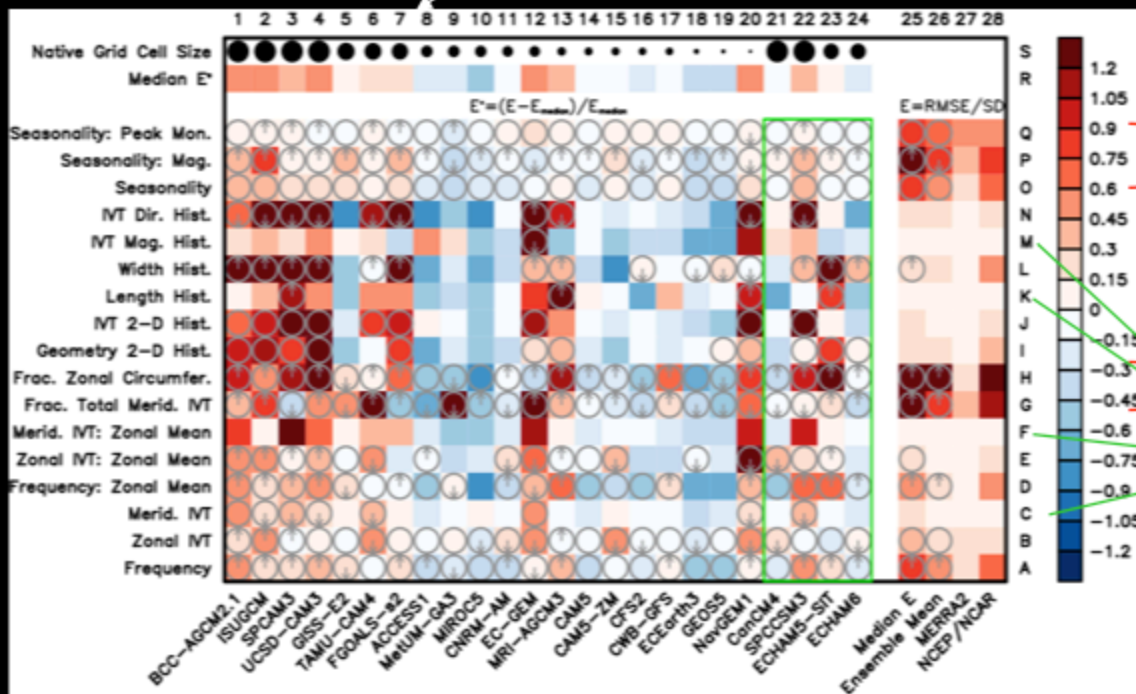 1 2 3 4 5 6 7 8 9 10 11 12 13 14 15 16 17 18 19 20 21 22 23 24 25 26 27 28
Native Grid Cell Size S
Median E* R
E*=(E-Emedian)/Emedian E=RMSE/SD
Seasonality: Peak Mon. Q
Seasonality: Mag. P
Seasonality O
IVT Dir. Hist. N
IVT Mag. Hist. M
Width Hist. L
Length Hist. K
IVT 2-D Hist. J
Geometry 2-D Hist. I
Frac. Zonal Circumfer. H
Frac. Total Merid. IVT G
Merid. IVT: Zonal Mean F
Zonal IVT: Zonal Mean E
Frequency: Zonal Mean D
Merid. IVT C
Zonal IVT B
Frequency A
1.2
1.05
0.9
0.75
0.6
0.45
0.3
0.15
0
-0.15
-0.3
-0.45
-0.6
-0.75
-0.9
-1.05
-1.2
BCC-AGCM2.1
ISUGCM
SPCAM3
UCSD-CAM3
GISS-E2
TAMU-CAM4
FGOALS-s2
ACCESS1
MetUM-GA3
MIROC5
CNRM-AM
EC-GEM
MRI-AGCM3
CAM5
CAM5-ZM
CFS2
CWB-GFS
ECEarth3
GEOS5
NavGEM1
CanCM4
SPCCSM3
ECHAM5-SIT
ECHAM6
Median E
Ensemble Mean
MERRA2
NCEP/NCAR